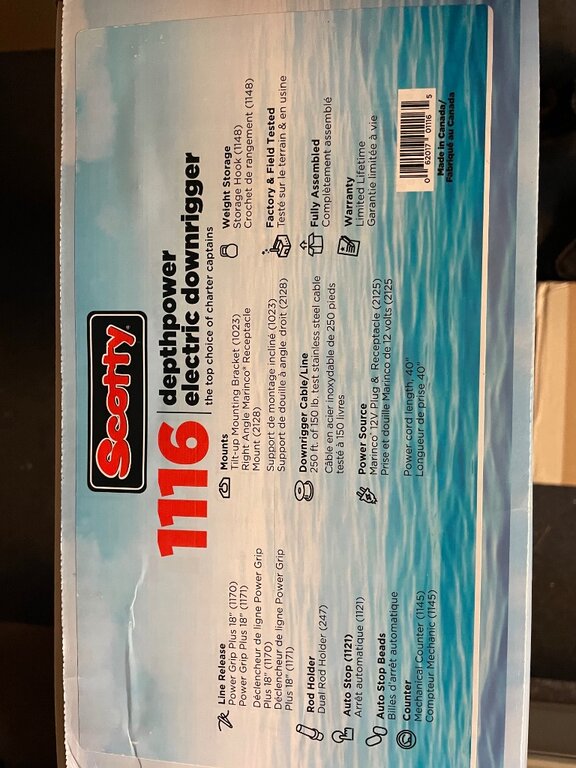 Scotty
1116
depthpower
electric downrigger
the top choice of charter captains
Line Release
Power Grip Plus 18" (1170)
Power Grip Plus 18" (1171)
Déclencheur de ligne Power Grip
Plus 18" (1170)
Déclencheur de ligne Power Grip
Plus 18" (1171)
Rod Holder
Dual Rod Holder (247)
Auto Stop (1121)
Arrêt automatique (1121)
Auto Stop Beads
Billes d'arrêt automatique
Counter
Mechanical Counter (1145)
Compteur Mechanic (1145)
Mounts
Tilt-up Mounting Bracket (1023)
Right Angle Marinco® Receptacle
Mount (2128)
Support de montage incliné (1023)
Support de douille à angle droit (2128)
Downrigger Cable/Line
250 ft. of 150 lb. test stainless steel cable
Câble en acier inoxydable de 250 pieds
testé à 150 livres
Power Source
Marinco® 12V Plug & Receptacle (2125)
Prise et douille Marinco de 12 volts (2125
Power cord length, 40"
Longueur de prise 40"
Weight Storage
Storage Hook (1148)
Crochet de rangement (1148)
Factory & Field Tested
Testé sur le terrain & en usine
Fully Assembled
Complètement assemblé
Warranty
Limited Lifetime
Garantie limitée à vie
0 62017 01116 5
Made in Canada/
Fabriqué au Canada